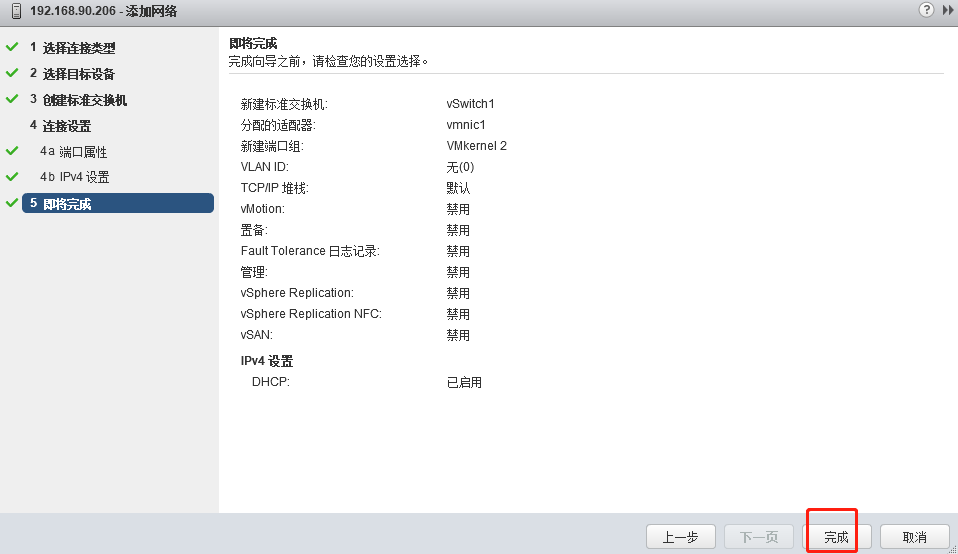 192.168.90.206 - 添加网络
1 选择连接类型
2 选择目标设备
3 创建标准交换机
4 连接设置
4a 端口属性
4b IPv4 设置
5 即将完成
即将完成
完成向导之前，请检查您的设置选择。
新建标准交换机: vSwitch1
分配的适配器: vmnic1
新建端口组: VMkernel 2
VLAN ID: 无(0)
TCP/IP 堆栈: 默认
vMotion: 禁用
置备: 禁用
Fault Tolerance 日志记录: 禁用
管理: 禁用
vSphere Replication: 禁用
vSphere Replication NFC: 禁用
vSAN: 禁用
IPv4 设置
DHCP: 已启用
上一步 下一页 完成 取消